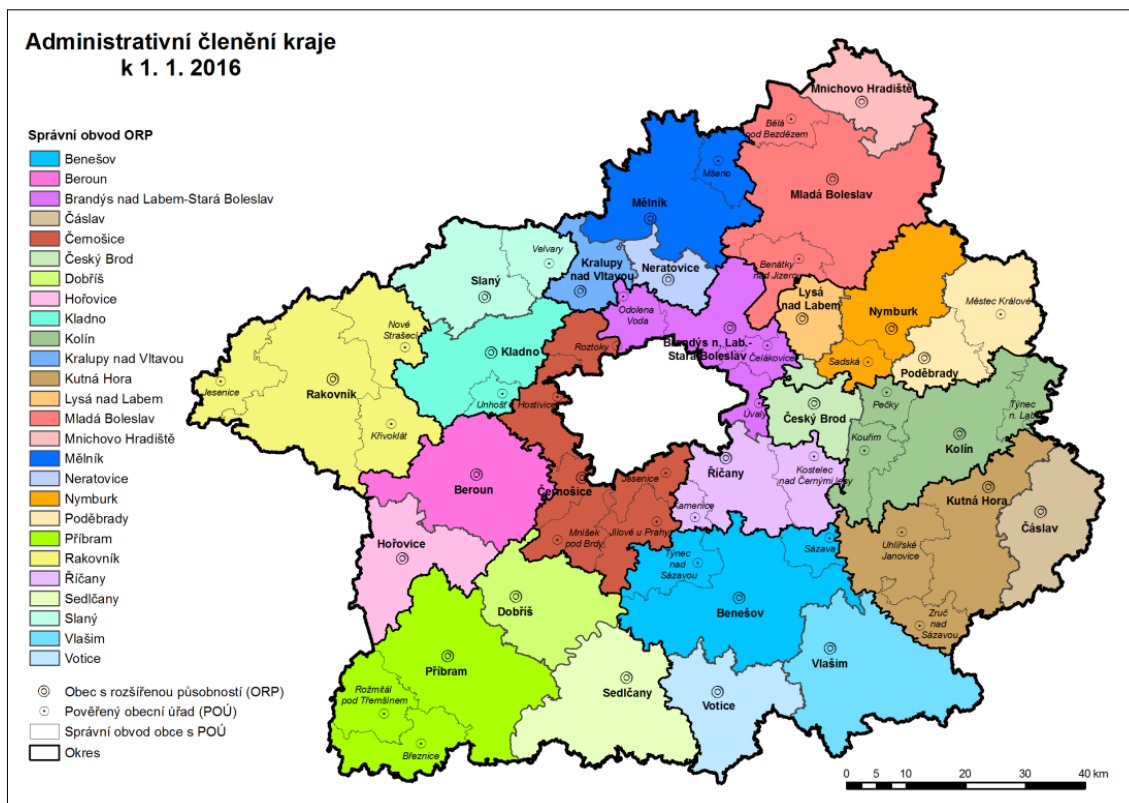 Administrativní členění kraje
k 1. 1. 2016
Správní obvod ORP
Benešov
Beroun
Brandýs nad Labem-Stará Boleslav
Čáslav
Černošice
Český Brod
Dobříš
Hořovice
Kladno
Kolín
Kralupy nad Vltavou
Kutná Hora
Lysá nad Labem
Mladá Boleslav
Mnichovo Hradiště
Mělník
Neratovice
Nymburk
Poděbrady
Příbram
Rakovník
Říčany
Sedlčany
Slaný
Vlašim
Votice
Obec s rozšířenou působností (ORP)
Pověřený obecní úřad (POÚ)
Správní obvod obce s POÚ
Okres
Mnichovo Hradiště
Bělá
pod Bezdězem
Mšeno
Mladá Boleslav
Mělník
Velvary
Slaný
Kralupy
nad Vltavou
Neratovice
Benátky
nad Jizerou
Lysá
nad Labem
Městec Králové
Nymburk
Odolena
Voda
Nové
Strašecí
Roztoky
Kladno
Brandýs n. Lab.-
Stará Boleslav
Čelákovice
Sadská
Poděbrady
Jesenice
Rakovník
Unhošť
Hostivice
Úvaly
Český Brod
Pečky
Týnec
n. Lab.
Křivoklát
Kouřim
Kolín
Beroun
Černošice
Jesenice
Říčany
Kostelec
nad Černými lesy
Kutná Hora
Kamenice
Čáslav
Hořovice
Mníšek
pod Brdy
Jílové u Prahy
Sázava
Uhlířské
Janovice
Týnec
nad
Sázavou
Dobříš
Benešov
Zruč
nad
Sázavou
Příbram
Vlašim
Sedlčany
Votice
Rožmitál
pod Třemšínem
Březnice
0 5 10 20 30 40 km